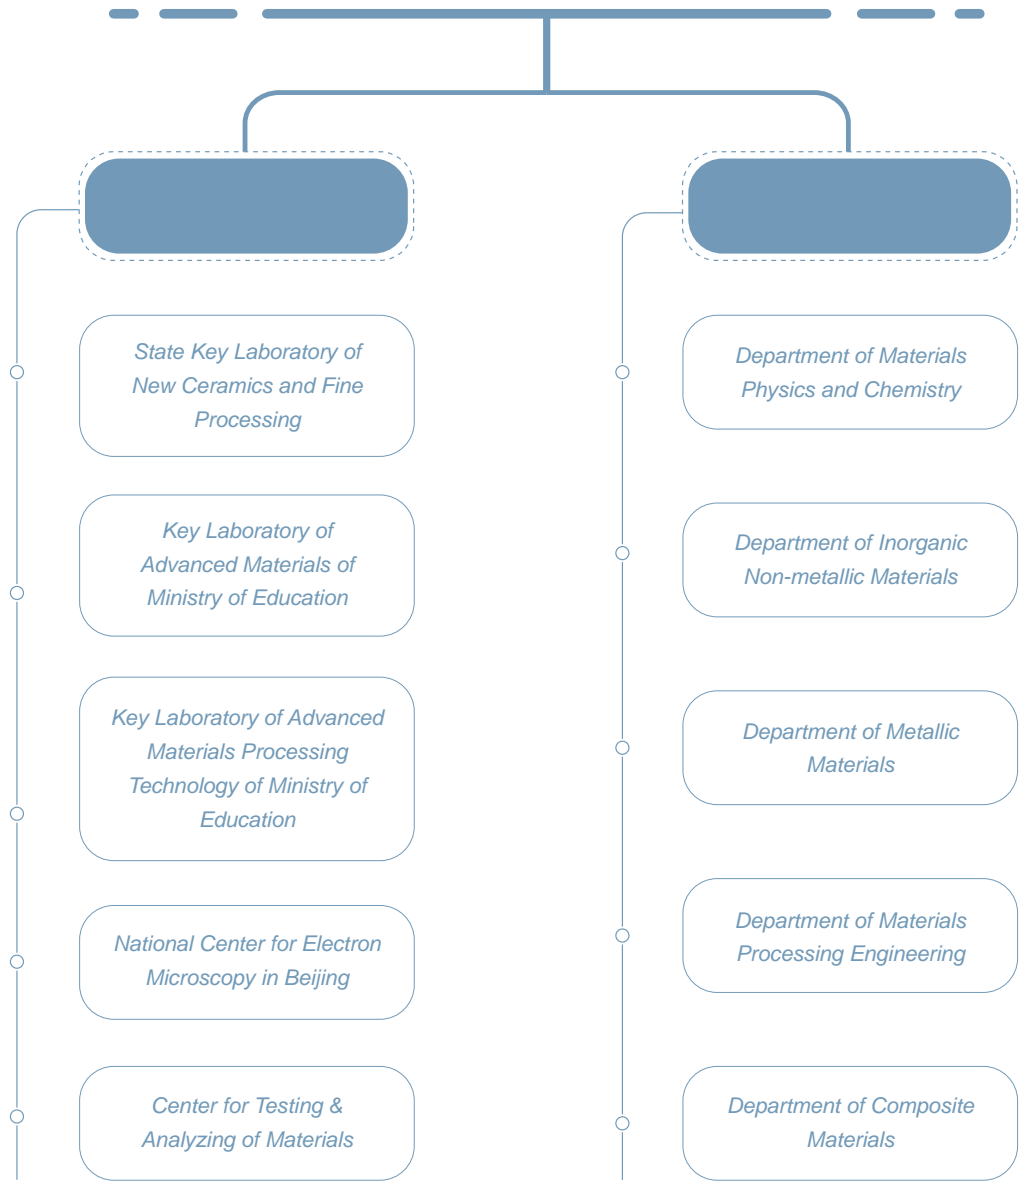 State Key Laboratory of
New Ceramics and Fine
Processing
Key Laboratory of
Advanced Materials of
Ministry of Education
Key Laboratory of Advanced
Materials Processing
Technology of Ministry of
Education
National Center for Electron
Microscopy in Beijing
Center for Testing &
Analyzing of Materials
Department of Materials
Physics and Chemistry
Department of Inorganic
Non-metallic Materials
Department of Metallic
Materials
Department of Materials
Processing Engineering
Department of Composite
Materials